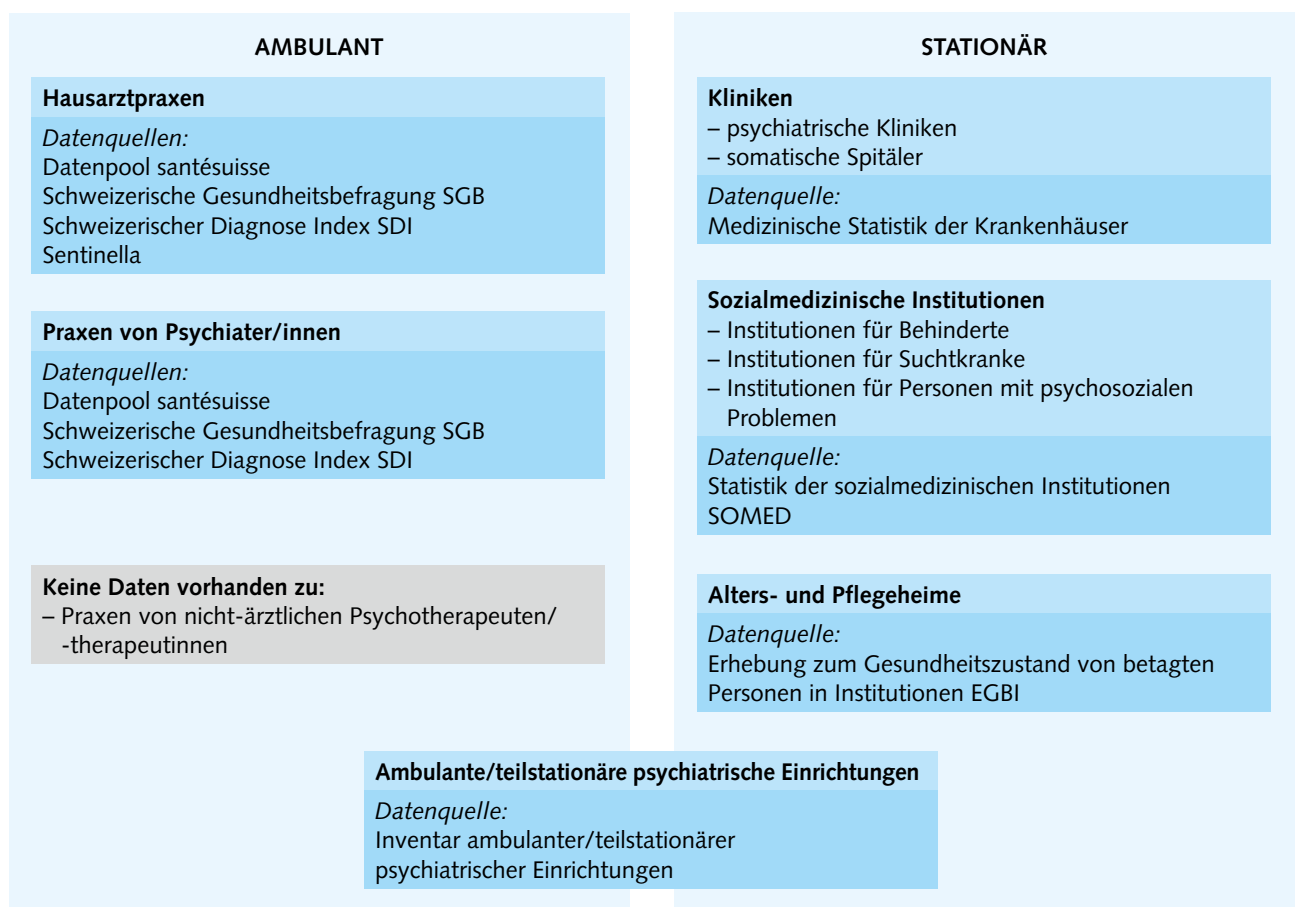 AMBULANT
Hausarztpraxen
Datenquellen:
Datenpool santésuisse
Schweizerische Gesundheitsbefragung SGB
Schweizerischer Diagnose Index SDI
Sentinella
Praxen von Psychiater/innen
Datenquellen:
Datenpool santésuisse
Schweizerische Gesundheitsbefragung SGB
Schweizerischer Diagnose Index SDI
Keine Daten vorhanden zu:
– Praxen von nicht-ärztlichen Psychotherapeuten/
-therapeutinnen
STATIONÄR
Kliniken
– psychiatrische Kliniken
– somatische Spitäler
Datenquelle:
Medizinische Statistik der Krankenhäuser
Sozialmedizinische Institutionen
– Institutionen für Behinderte
– Institutionen für Suchtkranke
– Institutionen für Personen mit psychosozialen
Problemen
Datenquelle:
Statistik der sozialmedizinischen Institutionen
SOMED
Alters- und Pflegeheime
Datenquelle:
Erhebung zum Gesundheitszustand von betagten
Personen in Institutionen EGBI
Ambulante/teilstationäre psychiatrische Einrichtungen
Datenquelle:
Inventar ambulanter/teilstationärer
psychiatrischer Einrichtungen